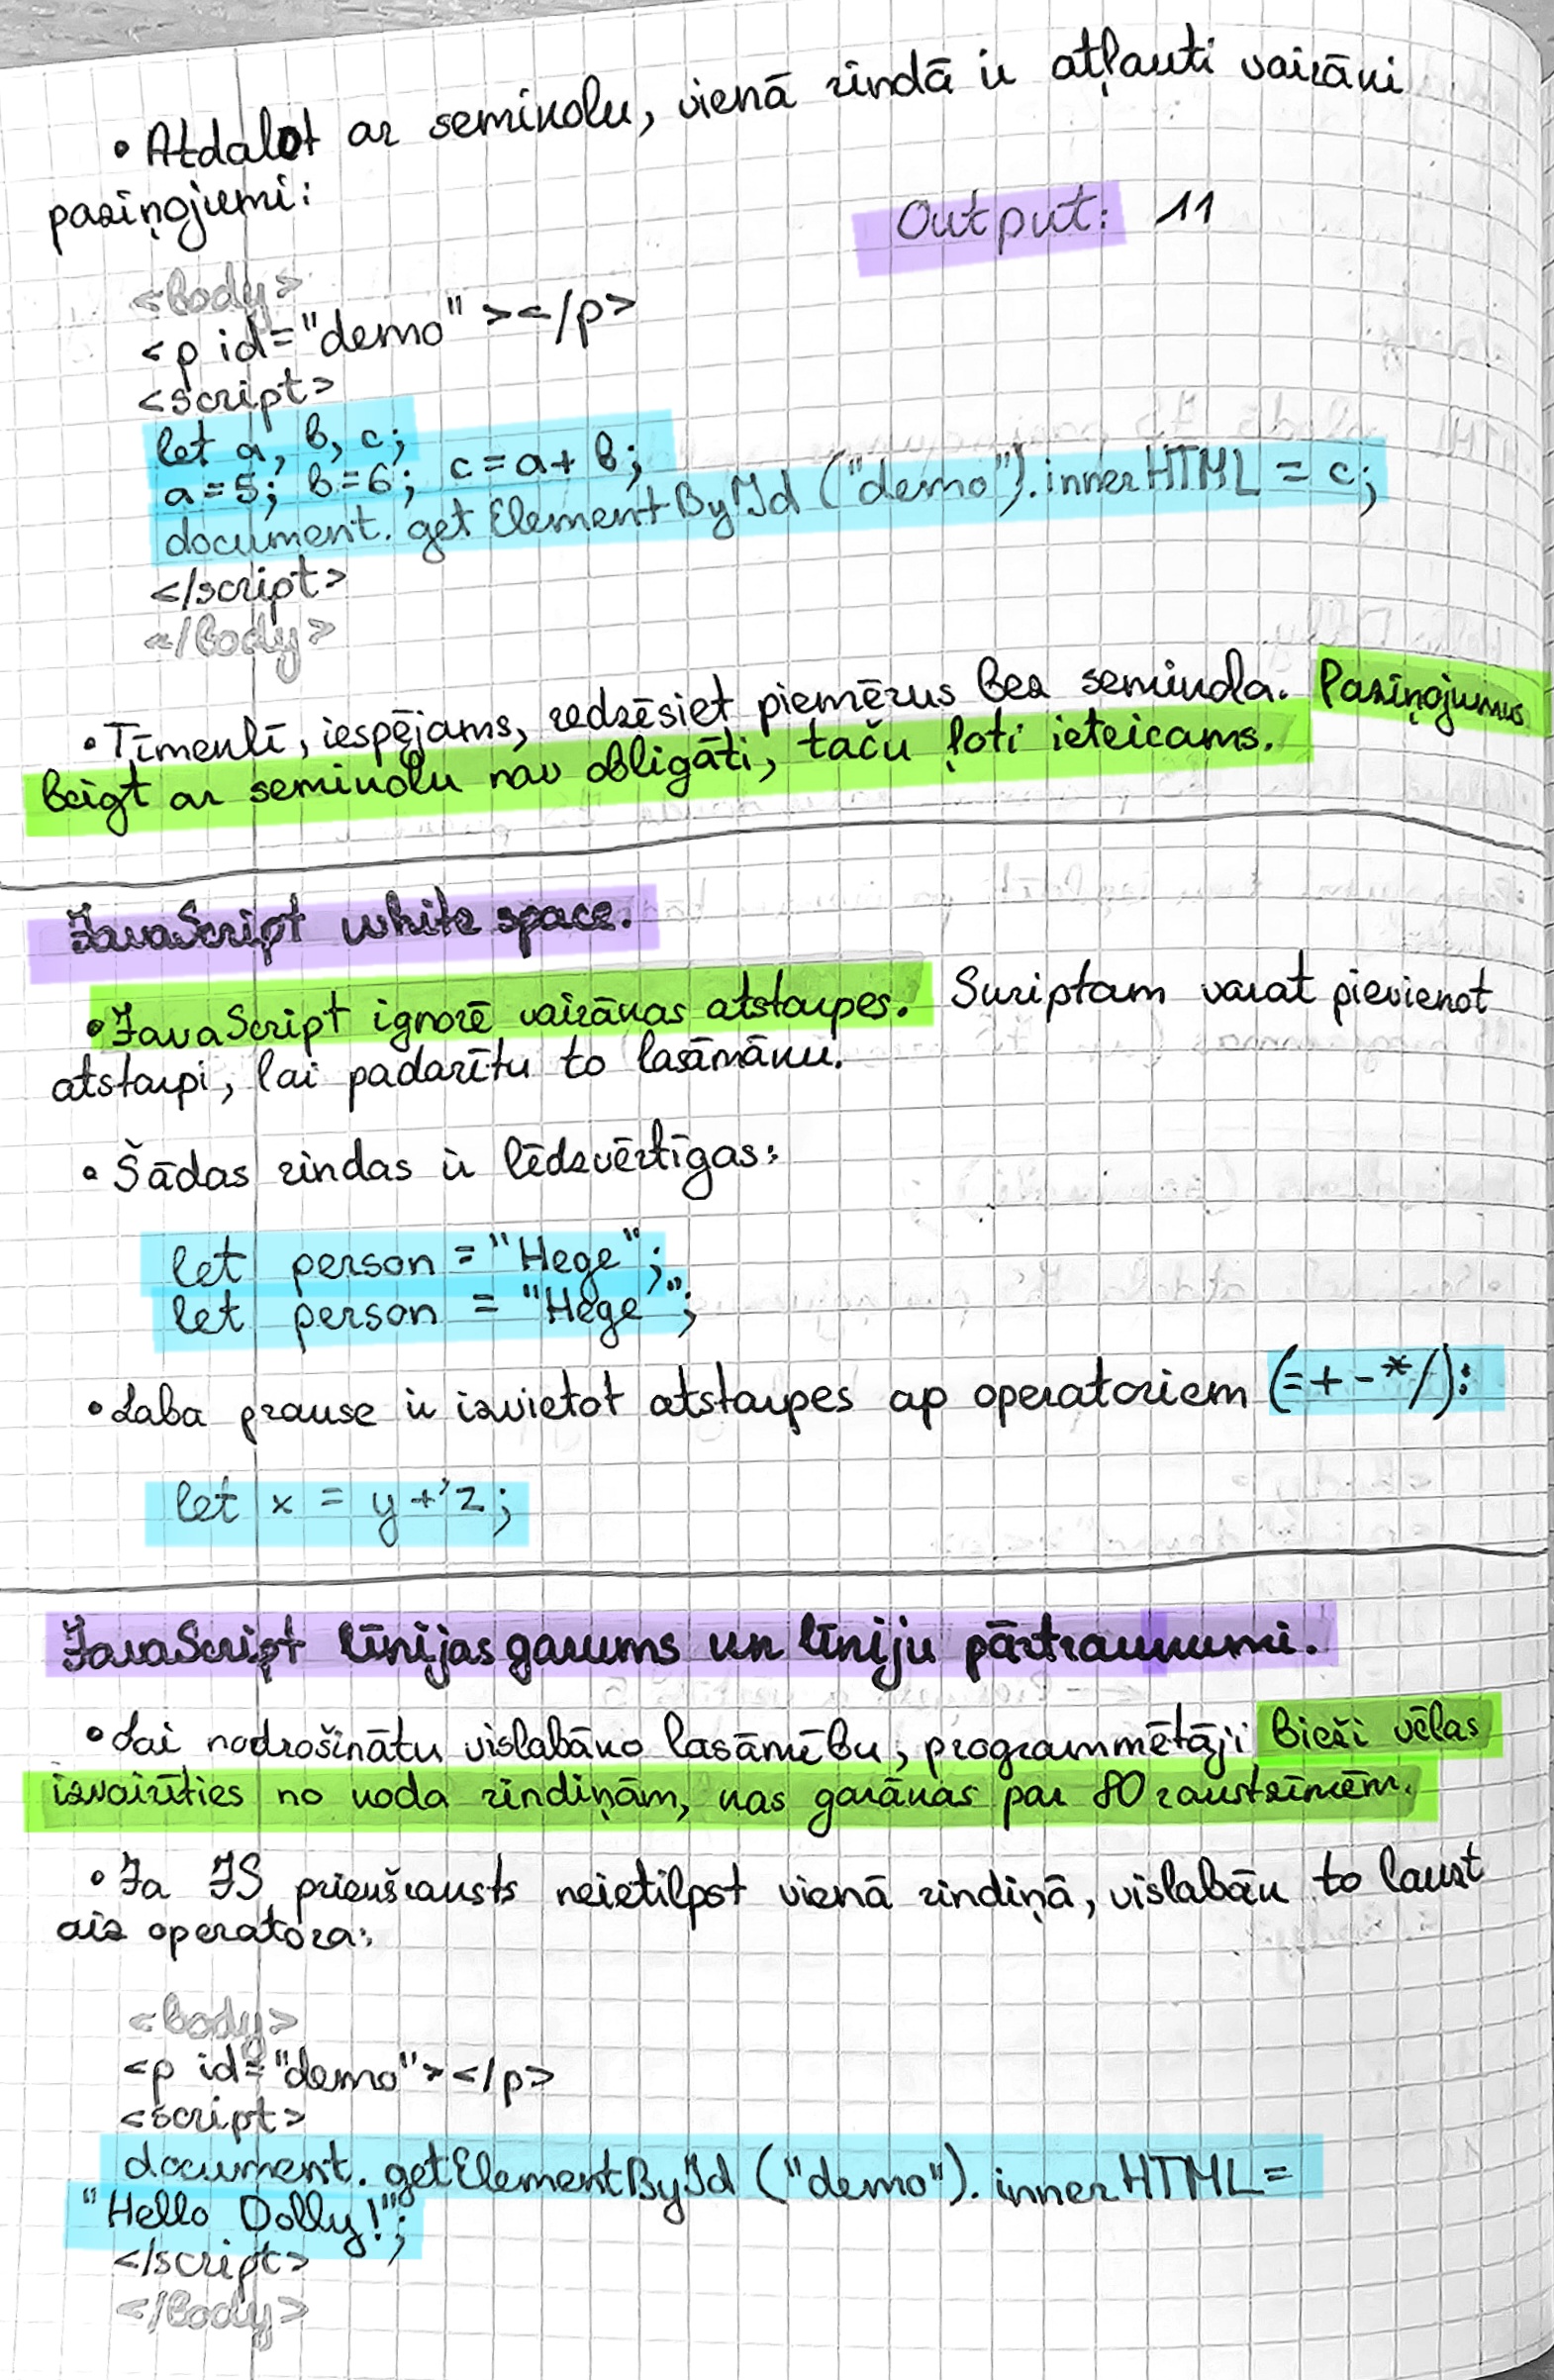 • Atdalot ar semikolu, vienā rindā ir atļauti vairāki
paziņojumi:
Output: 11
<body>
<p id="demo"></p>
<script>
let a, b, c;
a=5; b=6; c=a+b;
document.getElementById("demo").innerHTML = c;
</script>
</body>
• Tīmeklī, iespējams, redzēsiet piemērus bez semikola. Paziņojumus
beigt ar semikolu nav obligāti, taču ļoti ieteicams.
JavaScript white space.
• JavaScript ignorē vairākas atstarpes. Skriptam varat pievienot
atstarpi, lai padarītu to lasāmāku.
• Šādas rindas ir līdzvērtīgas:
let person ="Hege";
let person = "Hege";
• Laba prakse ir izvietot atstarpes ap operatoriem (=+-*/):
let x = y + z;
JavaScript līnijas garums un līniju pārtraukumi.
• Lai nodrošinātu vislabāko lasāmību, programmētāji bieži vēlas
izvairīties no koda rindiņām, kas garākas par 80 rakstzīmēm.
• Ja JS priekšraksts neietilpst vienā rindiņā, vislabāk to lauzt
aiz operatora:
<body>
<p id="demo"></p>
<script>
document.getElementById("demo").innerHTML =
"Hello Dolly!";
</script>
</body>